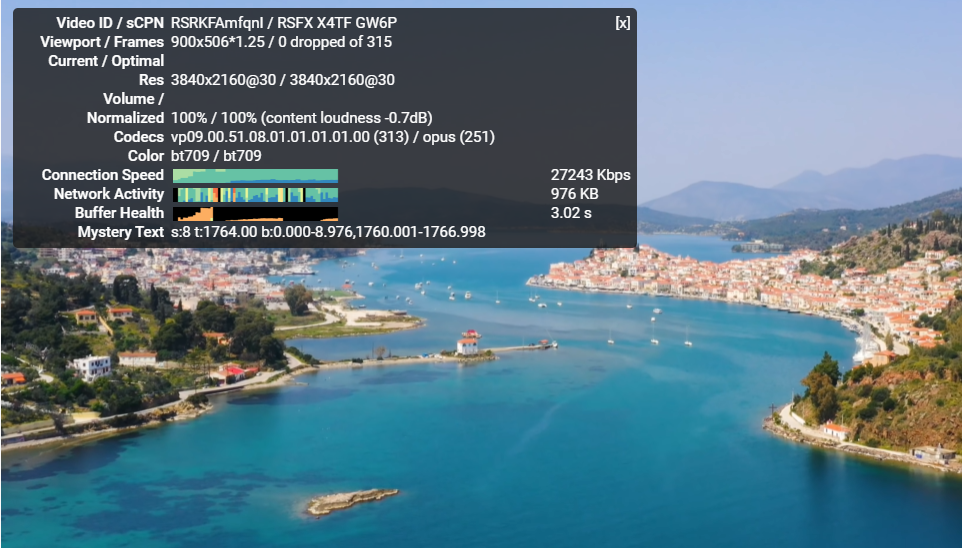 Video ID / sCPN RSRKFAmfqnI / RSFX X4TF GW6P [x]
Viewport / Frames 900x506*1.25 / 0 dropped of 315
Current / Optimal
Res 3840x2160@30 / 3840x2160@30
Volume /
Normalized 100% / 100% (content loudness -0.7dB)
Codecs vp09.00.51.08.01.01.01.01.00 (313) / opus (251)
Color bt709 / bt709
Connection Speed 27243 Kbps
Network Activity 976 KB
Buffer Health 3.02 s
Mystery Text s:8 t:1764.00 b:0.000-8.976,1760.001-1766.998